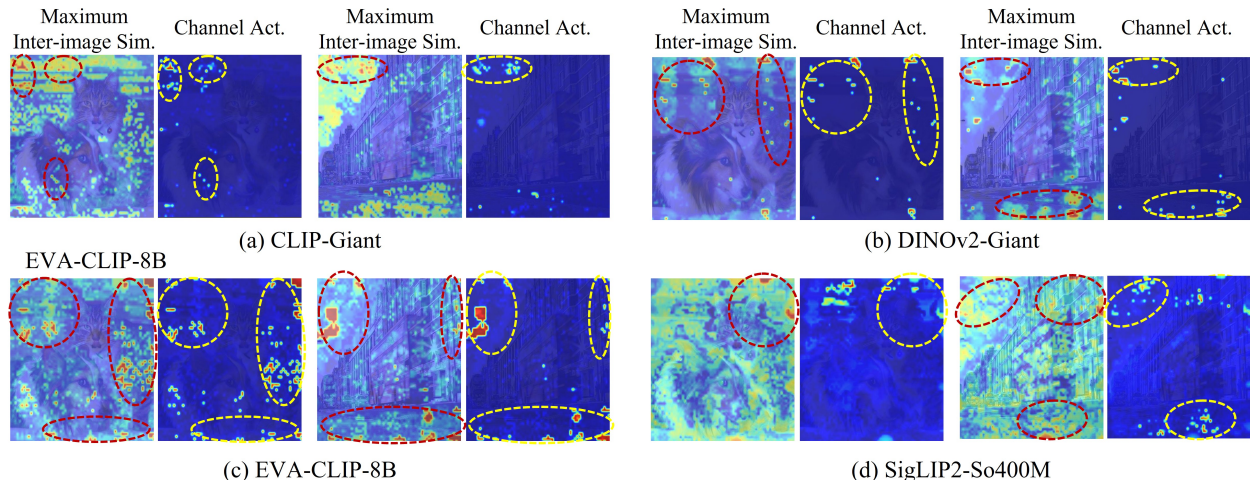 Maximum
Inter-image Sim.
Channel Act.
Maximum
Inter-image Sim.
Channel Act.
Maximum
Inter-image Sim.
Channel Act.
Maximum
Inter-image Sim.
Channel Act.
(a) CLIP-Giant
(b) DINOv2-Giant
EVA-CLIP-8B
(c) EVA-CLIP-8B
(d) SigLIP2-So400M